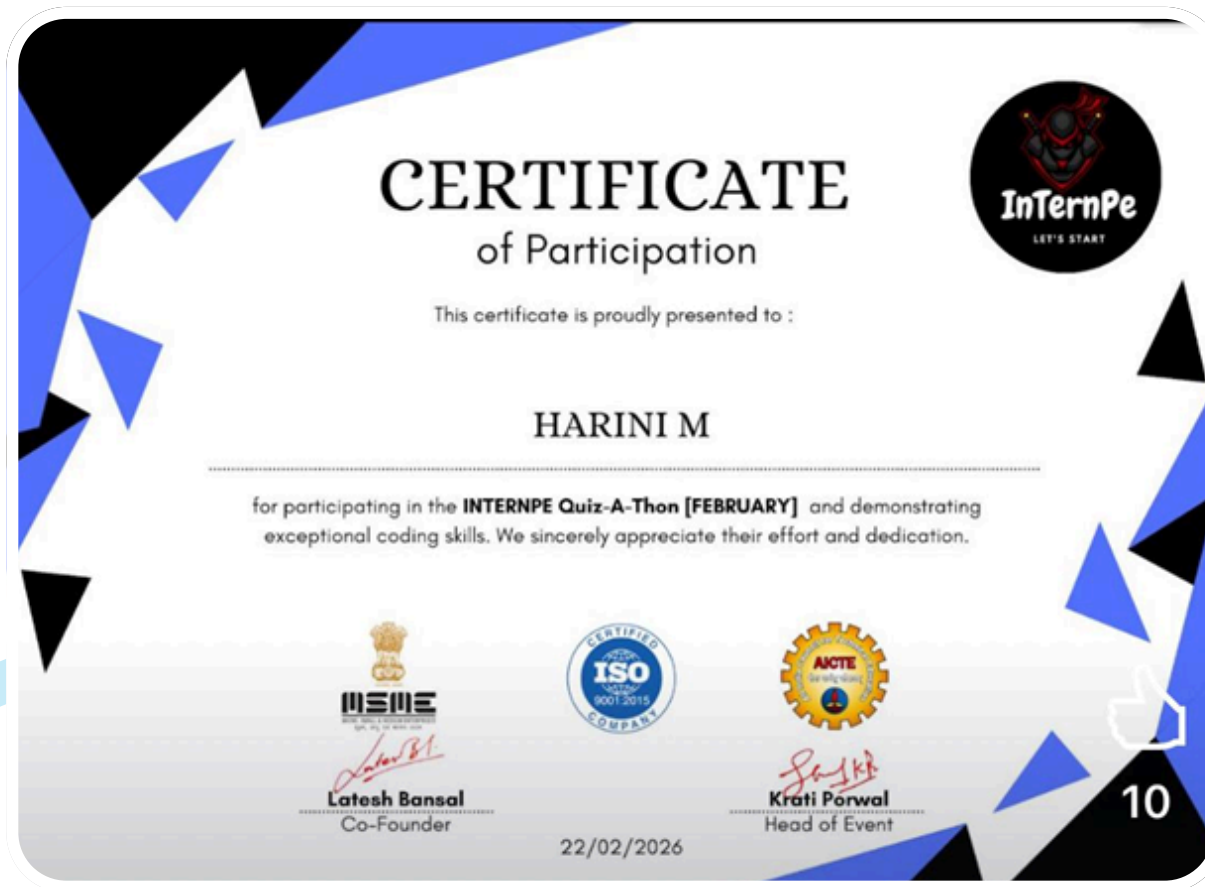 CERTIFICATE
of Participation
InTernPe
LET'S START
This certificate is proudly presented to :
HARINI M
for participating in the INTERNPE Quiz-A-Thon [FEBRUARY] and demonstrating
exceptional coding skills. We sincerely appreciate their effort and dedication.
MSME
CERTIFIED
ISO
9001:2015
COMPANY
AICTE
Latesh Bansal
Co-Founder
Krati Porwal
Head of Event
22/02/2026
10